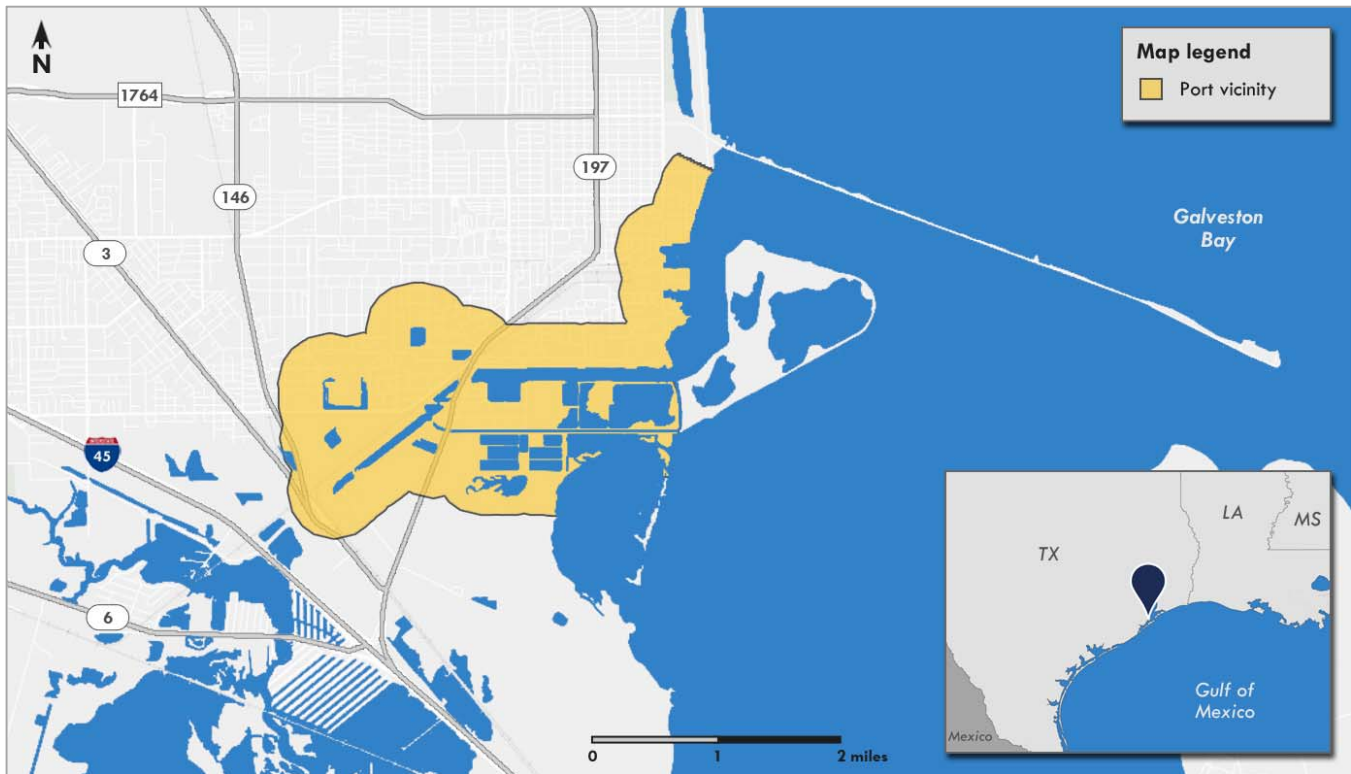 N
1764
197
146
3
45
6
Map legend
Port vicinity
Galveston
Bay
TX
LA
MS
Gulf of
Mexico
Mexico
0 1 2 miles